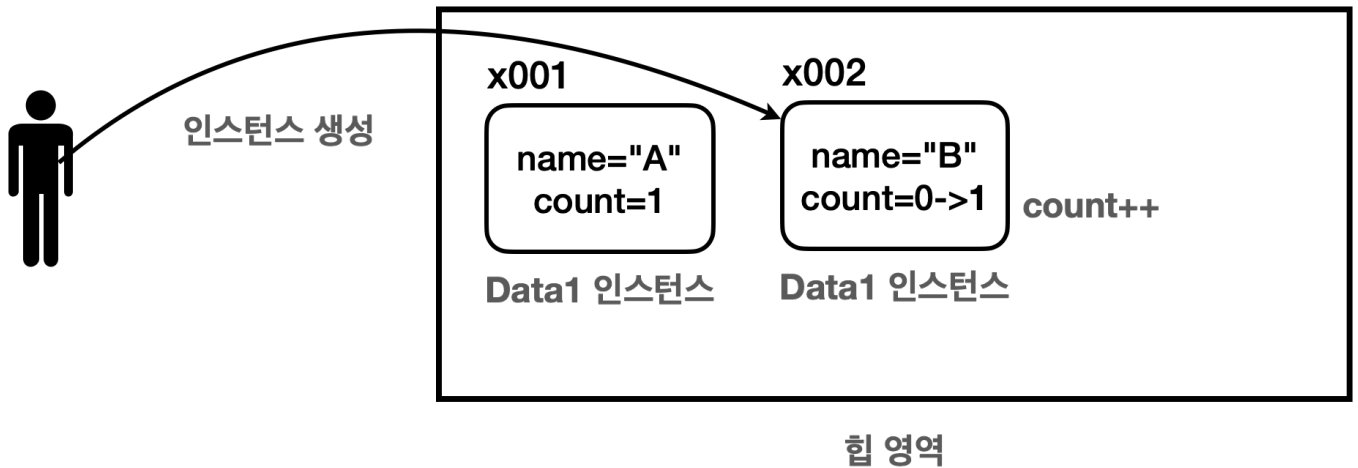 인스턴스 생성
x001
name="A"
count=1
Data1 인스턴스
x002
name="B"
count=0->1
count++
Data1 인스턴스
힙 영역